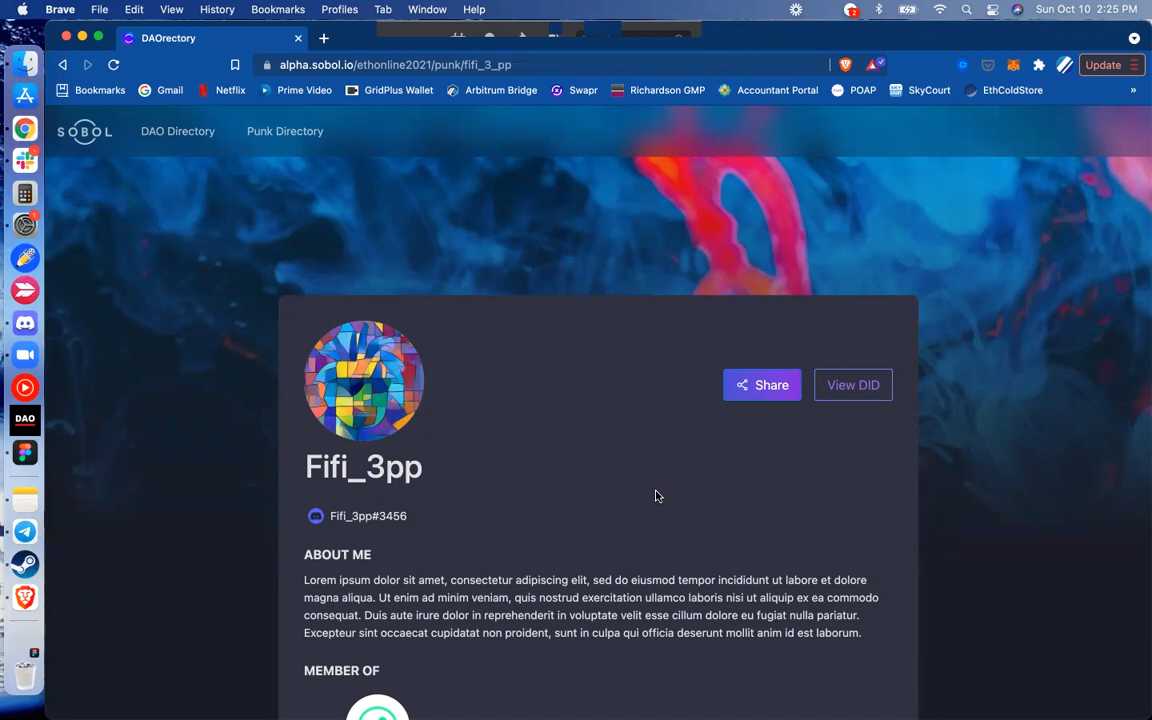 Brave File Edit View History Bookmarks Profiles Tab Window Help
2
Sun Oct 10 2:25 PM
DAOrectory
alpha.sobol.io/ethonline2021/punk/fifi_3_pp
Update
Bookmarks Gmail Netflix Prime Video GridPlus Wallet Arbitrum Bridge Swapr Richardson GMP Accountant Portal POAP SkyCourt EthColdStore »
SOBOL DAO Directory Punk Directory
1
DAO
Share View DID
Fifi_3pp
Fifi_3pp#3456
ABOUT ME
Lorem ipsum dolor sit amet, consectetur adipiscing elit, sed do eiusmod tempor incididunt ut labore et dolore
magna aliqua. Ut enim ad minim veniam, quis nostrud exercitation ullamco laboris nisi ut aliquip ex ea commodo
consequat. Duis aute irure dolor in reprehenderit in voluptate velit esse cillum dolore eu fugiat nulla pariatur.
Excepteur sint occaecat cupidatat non proident, sunt in culpa qui officia deserunt mollit anim id est laborum.
MEMBER OF